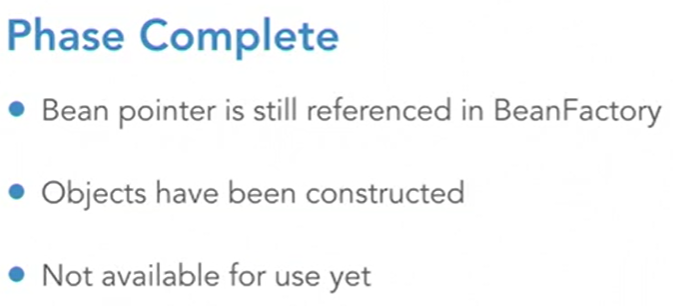 Phase Complete
• Bean pointer is still referenced in BeanFactory
• Objects have been constructed
• Not available for use yet